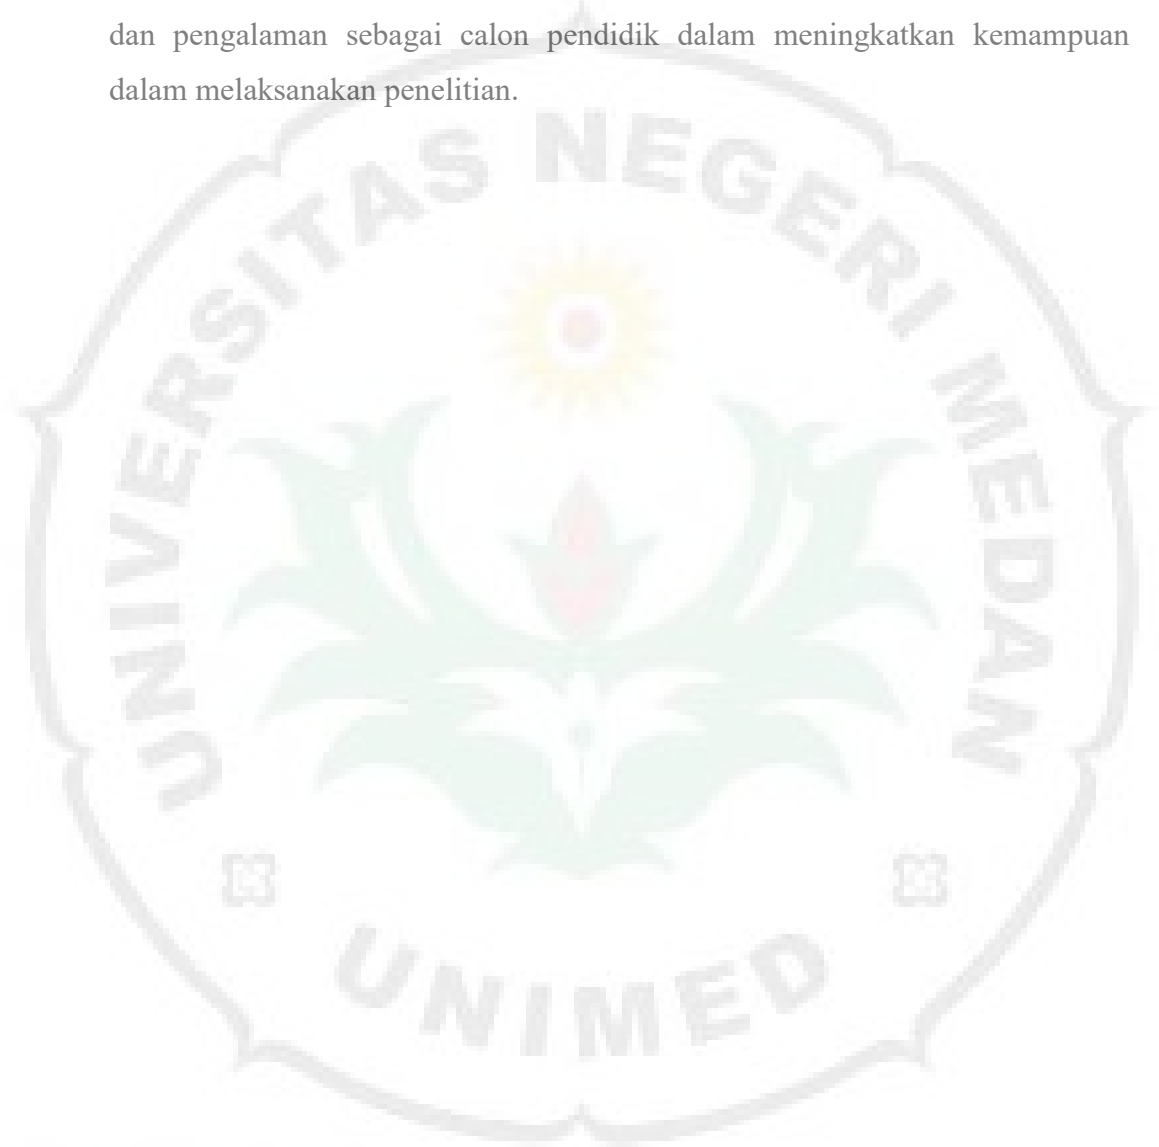 dan pengalaman sebagai calon pendidik dalam meningkatkan kemampuan
dalam melaksanakan penelitian.
UNIVERSITAS NEGERI MEDAN
UNIMED